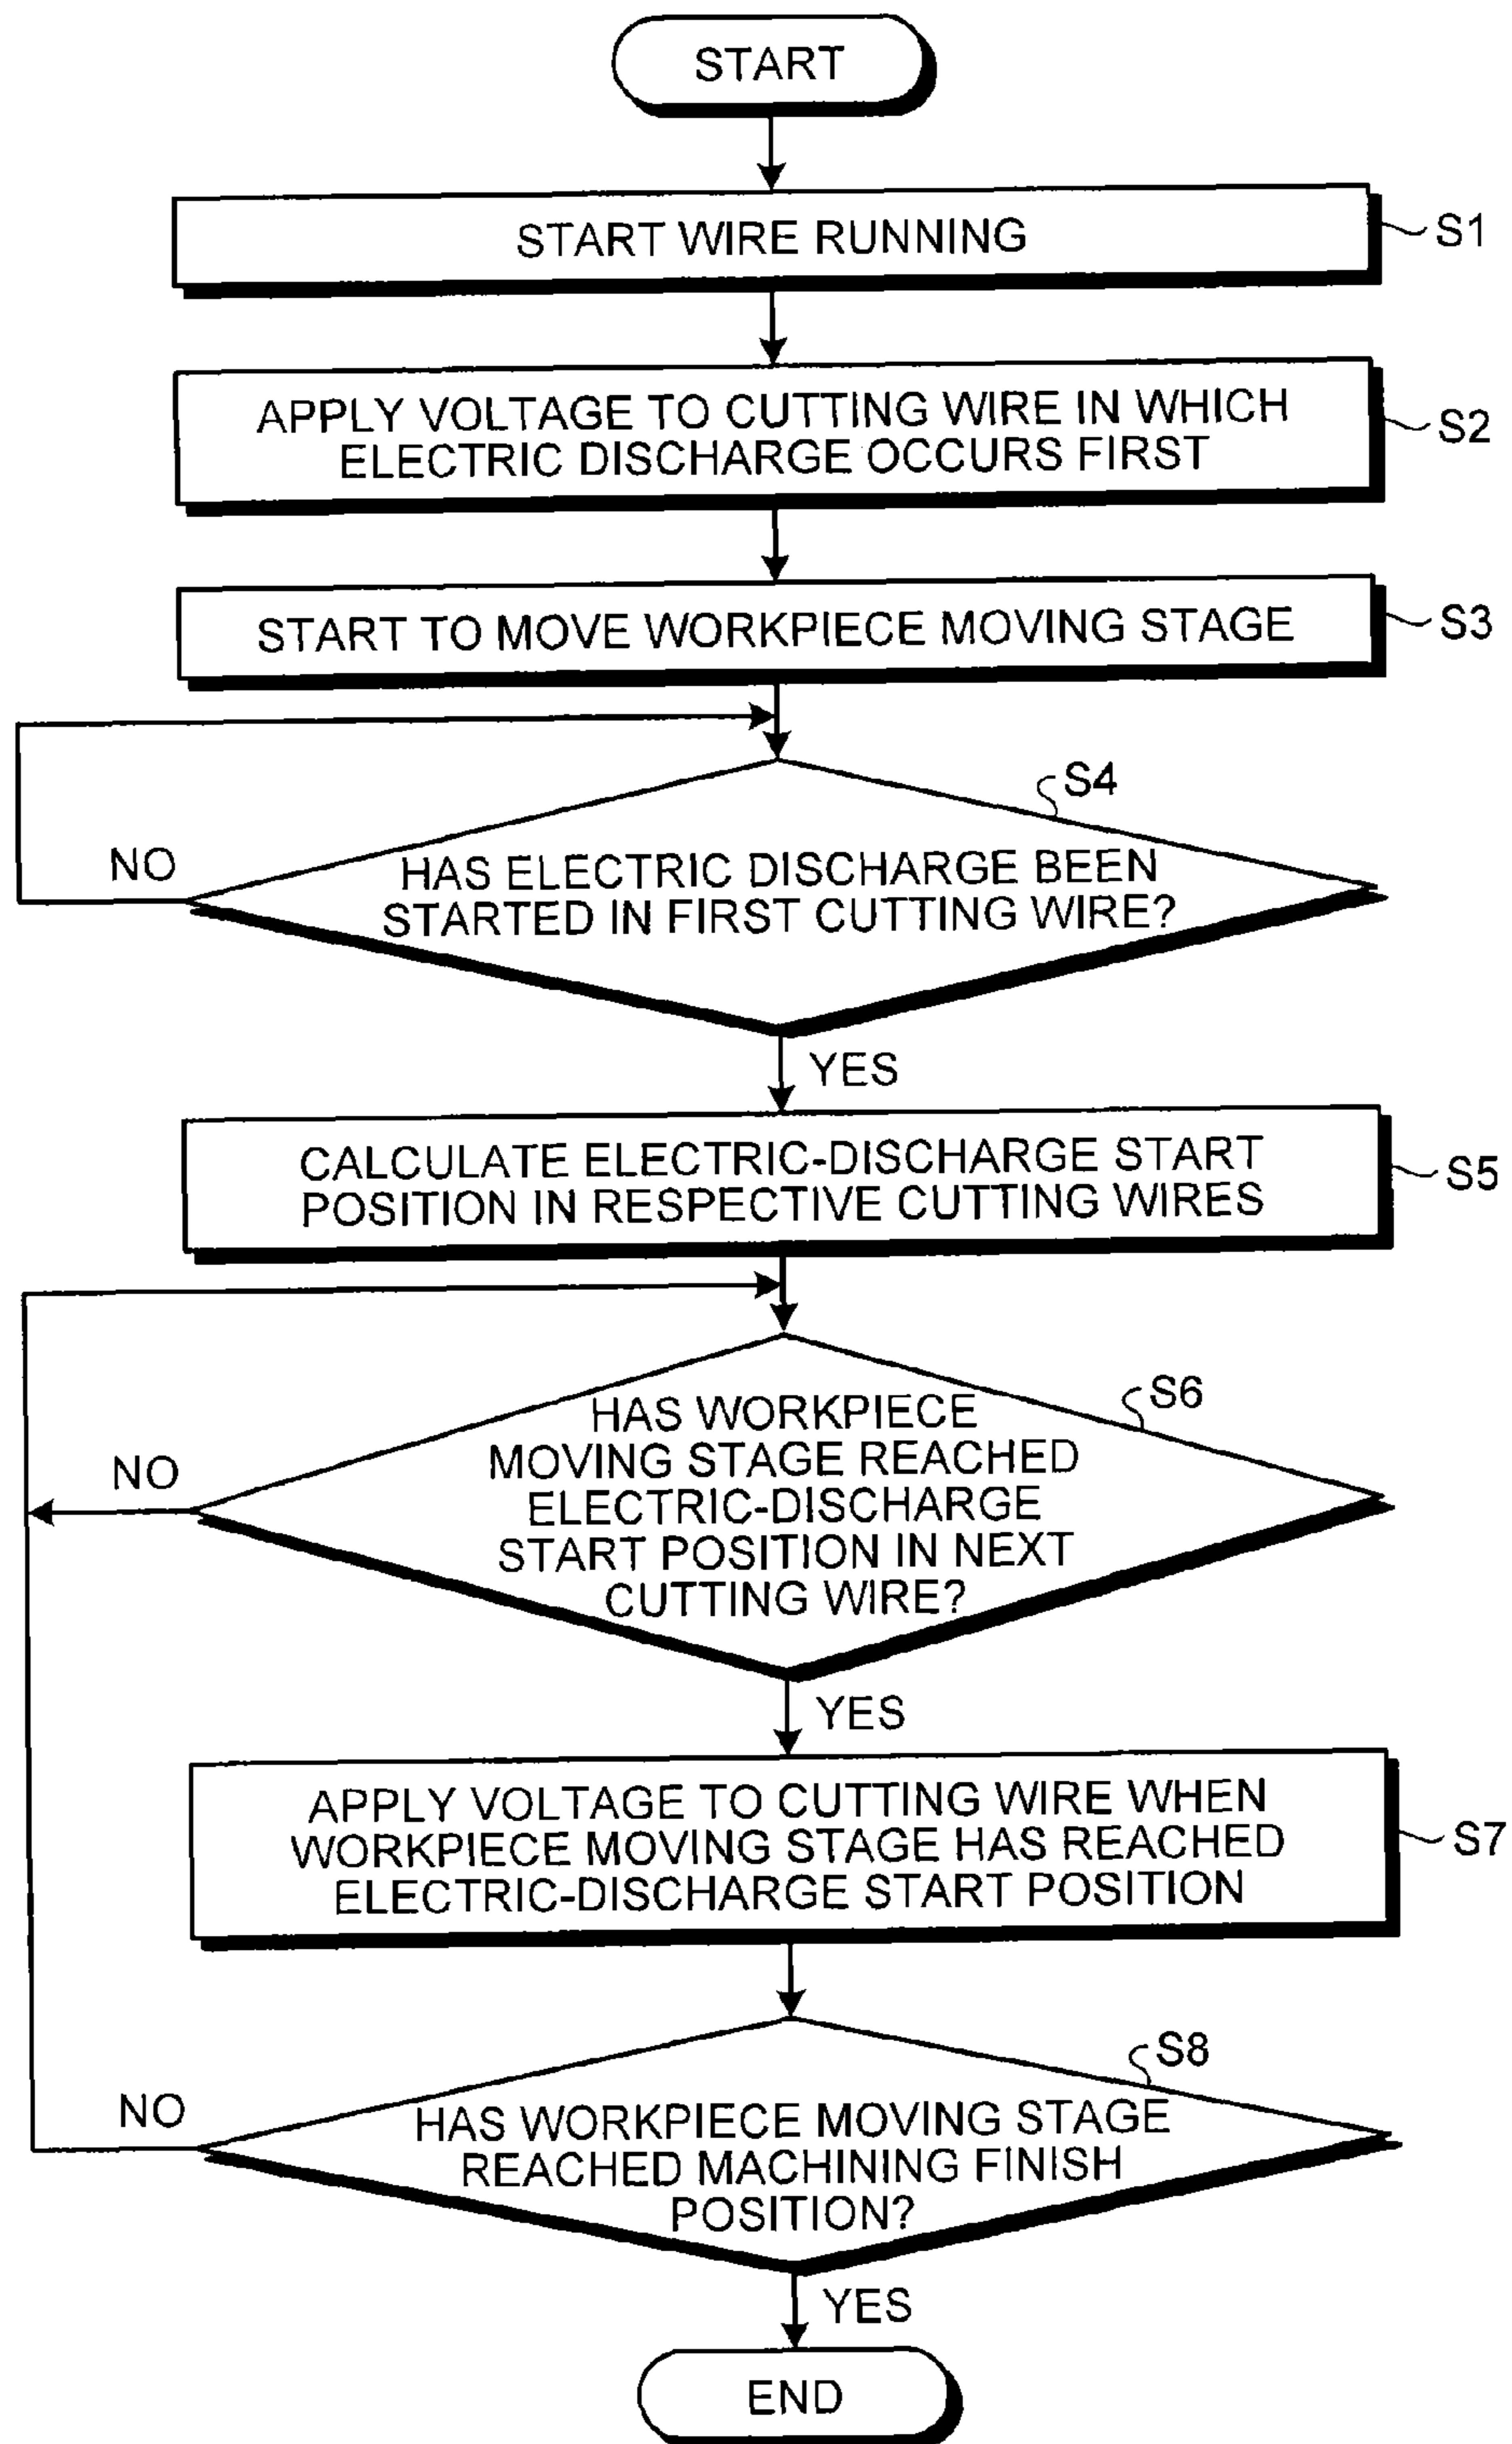 START
START WIRE RUNNING
S1
APPLY VOLTAGE TO CUTTING WIRE IN WHICH
ELECTRIC DISCHARGE OCCURS FIRST
S2
START TO MOVE WORKPIECE MOVING STAGE
S3
S4
NO
HAS ELECTRIC DISCHARGE BEEN
STARTED IN FIRST CUTTING WIRE?
YES
CALCULATE ELECTRIC-DISCHARGE START
POSITION IN RESPECTIVE CUTTING WIRES
S5
S6
NO
HAS WORKPIECE
MOVING STAGE REACHED
ELECTRIC-DISCHARGE
START POSITION IN NEXT
CUTTING WIRE?
YES
APPLY VOLTAGE TO CUTTING WIRE WHEN
WORKPIECE MOVING STAGE HAS REACHED
ELECTRIC-DISCHARGE START POSITION
S7
S8
NO
HAS WORKPIECE MOVING STAGE
REACHED MACHINING FINISH
POSITION?
YES
END